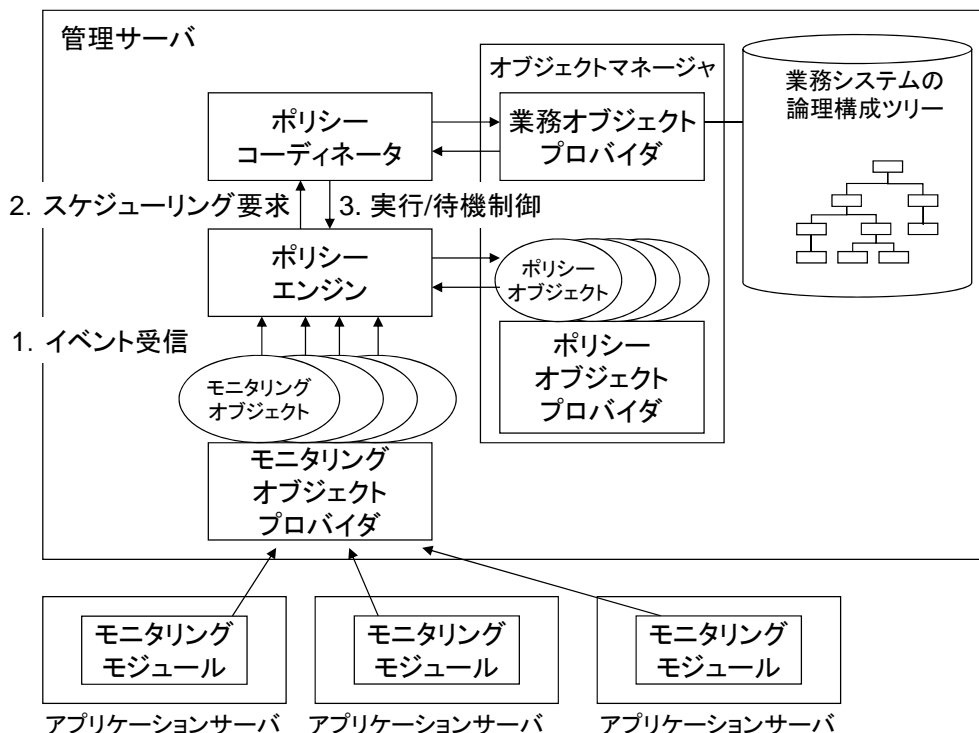 管理サーバ
オブジェクトマネージャ
業務システムの
論理構成ツリー
ポリシー
コーディネータ
業務オブジェクト
プロバイダ
2. スケジューリング要求
3. 実行/待機制御
ポリシー
エンジン
ポリシー
オブジェクト
1. イベント受信
ポリシー
オブジェクト
プロバイダ
モニタリング
オブジェクト
モニタリング
オブジェクト
プロバイダ
モニタリング
モジュール
アプリケーションサーバ
モニタリング
モジュール
アプリケーションサーバ
モニタリング
モジュール
アプリケーションサーバ